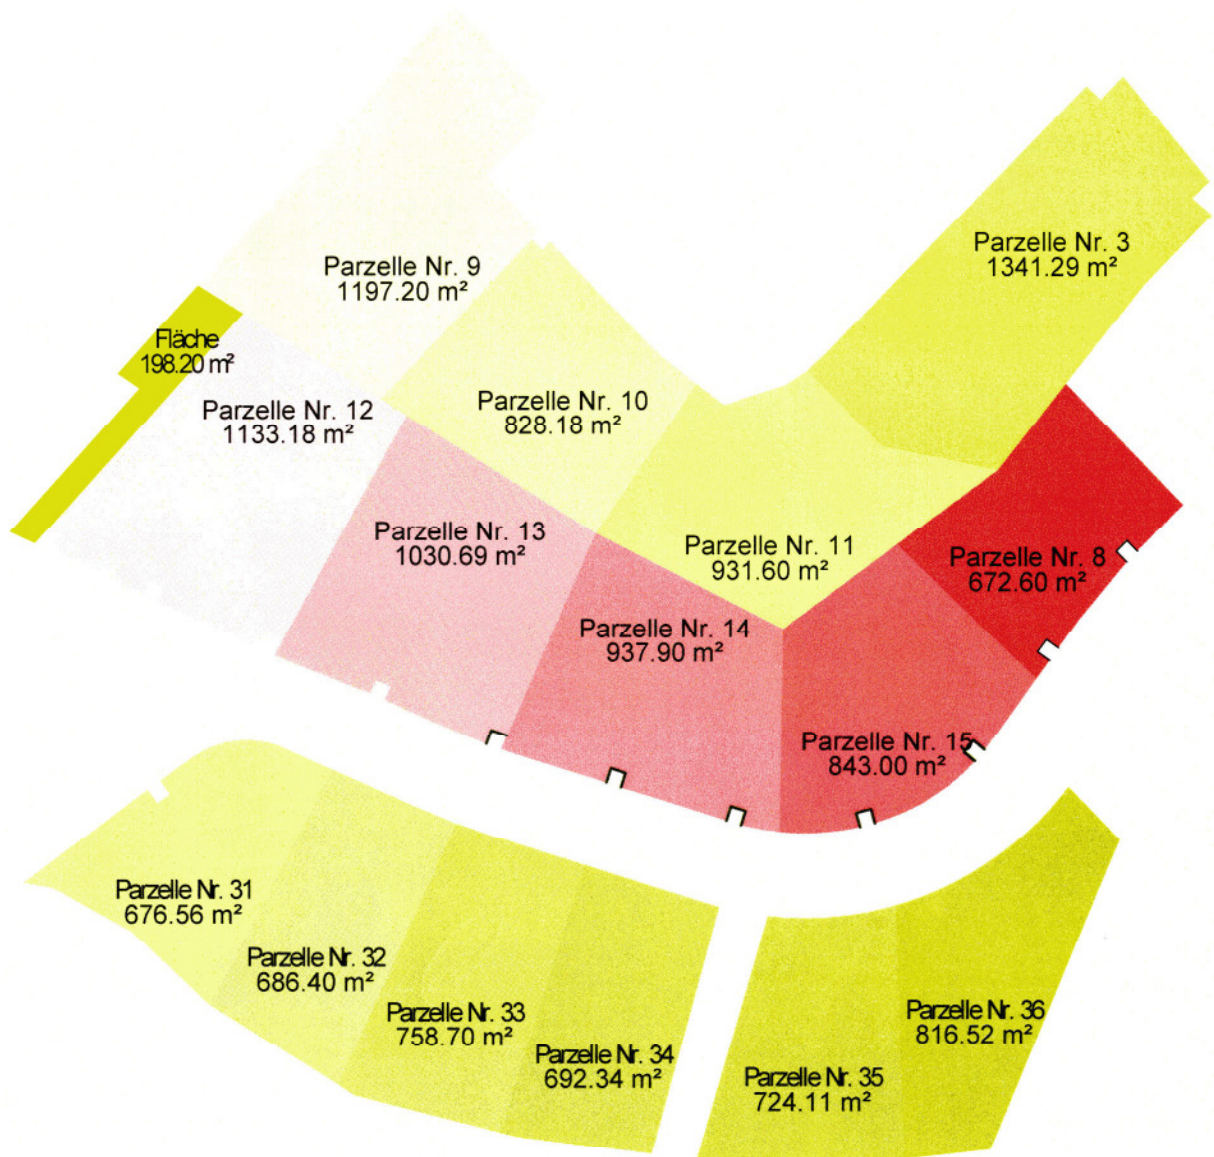 Parzelle Nr. 3
1341.29 m²
Parzelle Nr. 9
1197.20 m²
Fläche
198.20 m²
Parzelle Nr. 10
828.18 m²
Parzelle Nr. 12
1133.18 m²
Parzelle Nr. 13
1030.69 m²
Parzelle Nr. 11
931.60 m²
Parzelle Nr. 8
672.60 m²
Parzelle Nr. 14
937.90 m²
Parzelle Nr. 15
843.00 m²
Parzelle Nr. 31
676.56 m²
Parzelle Nr. 32
686.40 m²
Parzelle Nr. 33
758.70 m²
Parzelle Nr. 36
816.52 m²
Parzelle Nr. 34
692.34 m²
Parzelle Nr. 35
724.11 m²